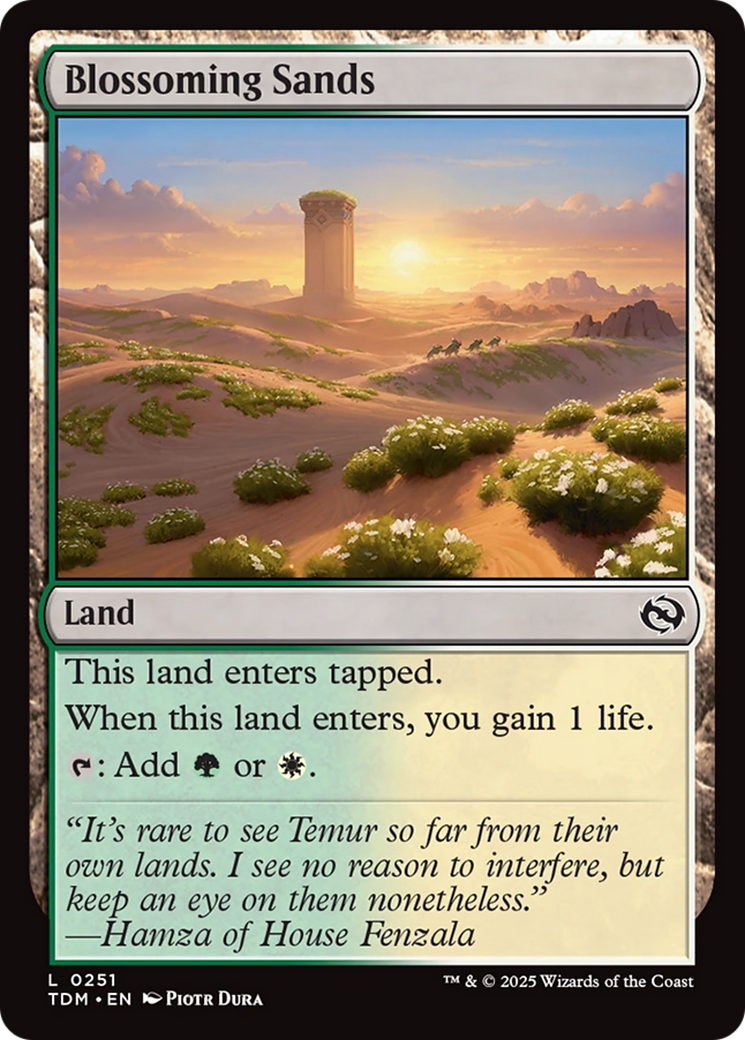 Blossoming Sands
Land
This land enters tapped.
When this land enters, you gain 1 life.
: Add or .
“It’s rare to see Temur so far from their
own lands. I see no reason to interfere, but
keep an eye on them nonetheless.”
—Hamza of House Fenzala
L 0251
TDM • EN Piotr Dura
™ & © 2025 Wizards of the Coast